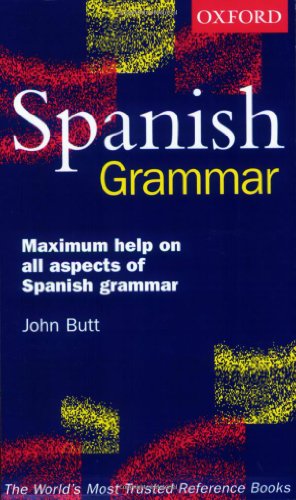 OXFORD
Spanish
Grammar
Maximum help on
all aspects of
Spanish grammar
John Butt
The World's Most Trusted Reference Books